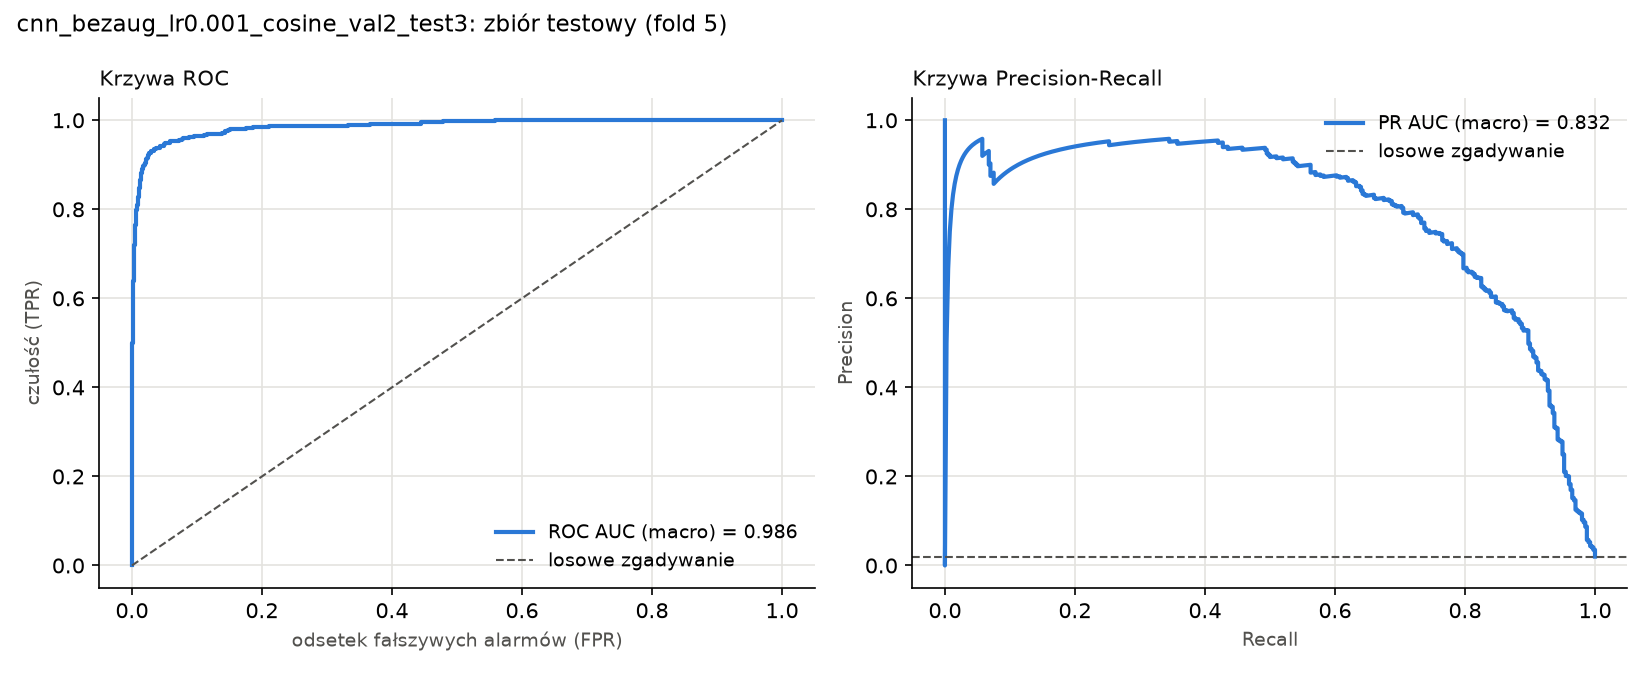 cnn_bezaug_lr0.001_cosine_val2_test3: zbiór testowy (fold 5)
Krzywa ROC
1.0
0.8
0.6
0.4
0.2
0.0
czułość (TPR)
ROC AUC (macro) = 0.986
losowe zgadywanie
0.0 0.2 0.4 0.6 0.8 1.0
odsetek fałszywych alarmów (FPR)
Krzywa Precision-Recall
1.0
0.8
0.6
0.4
0.2
0.0
Precision
PR AUC (macro) = 0.832
losowe zgadywanie
0.0 0.2 0.4 0.6 0.8 1.0
Recall